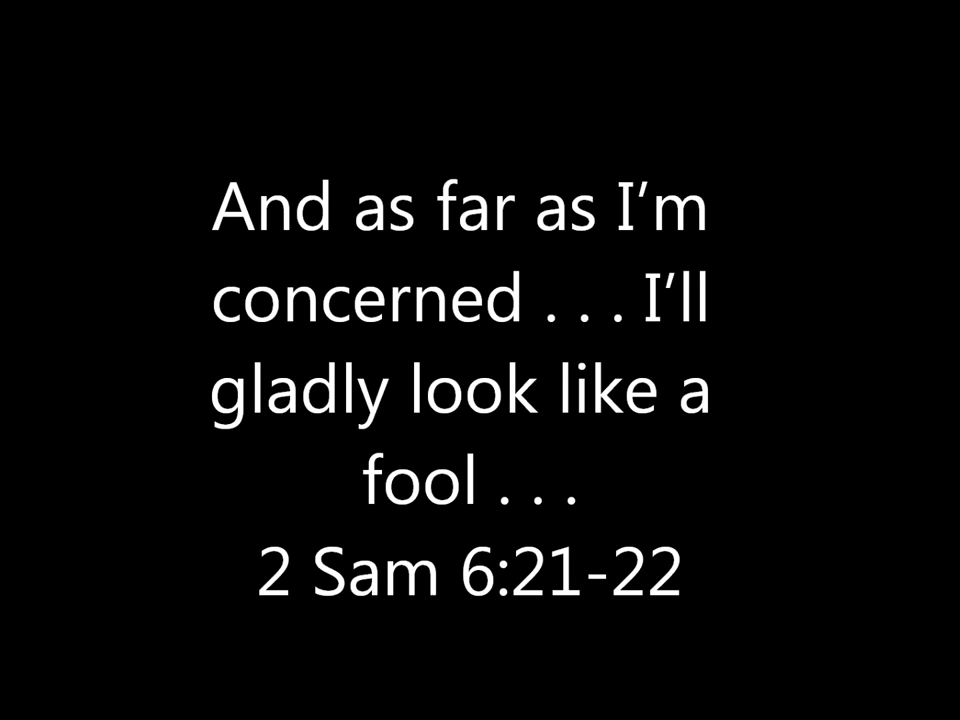 And as far as I’m
concerned . . . I’ll
gladly look like a
fool . . .
2 Sam 6:21-22